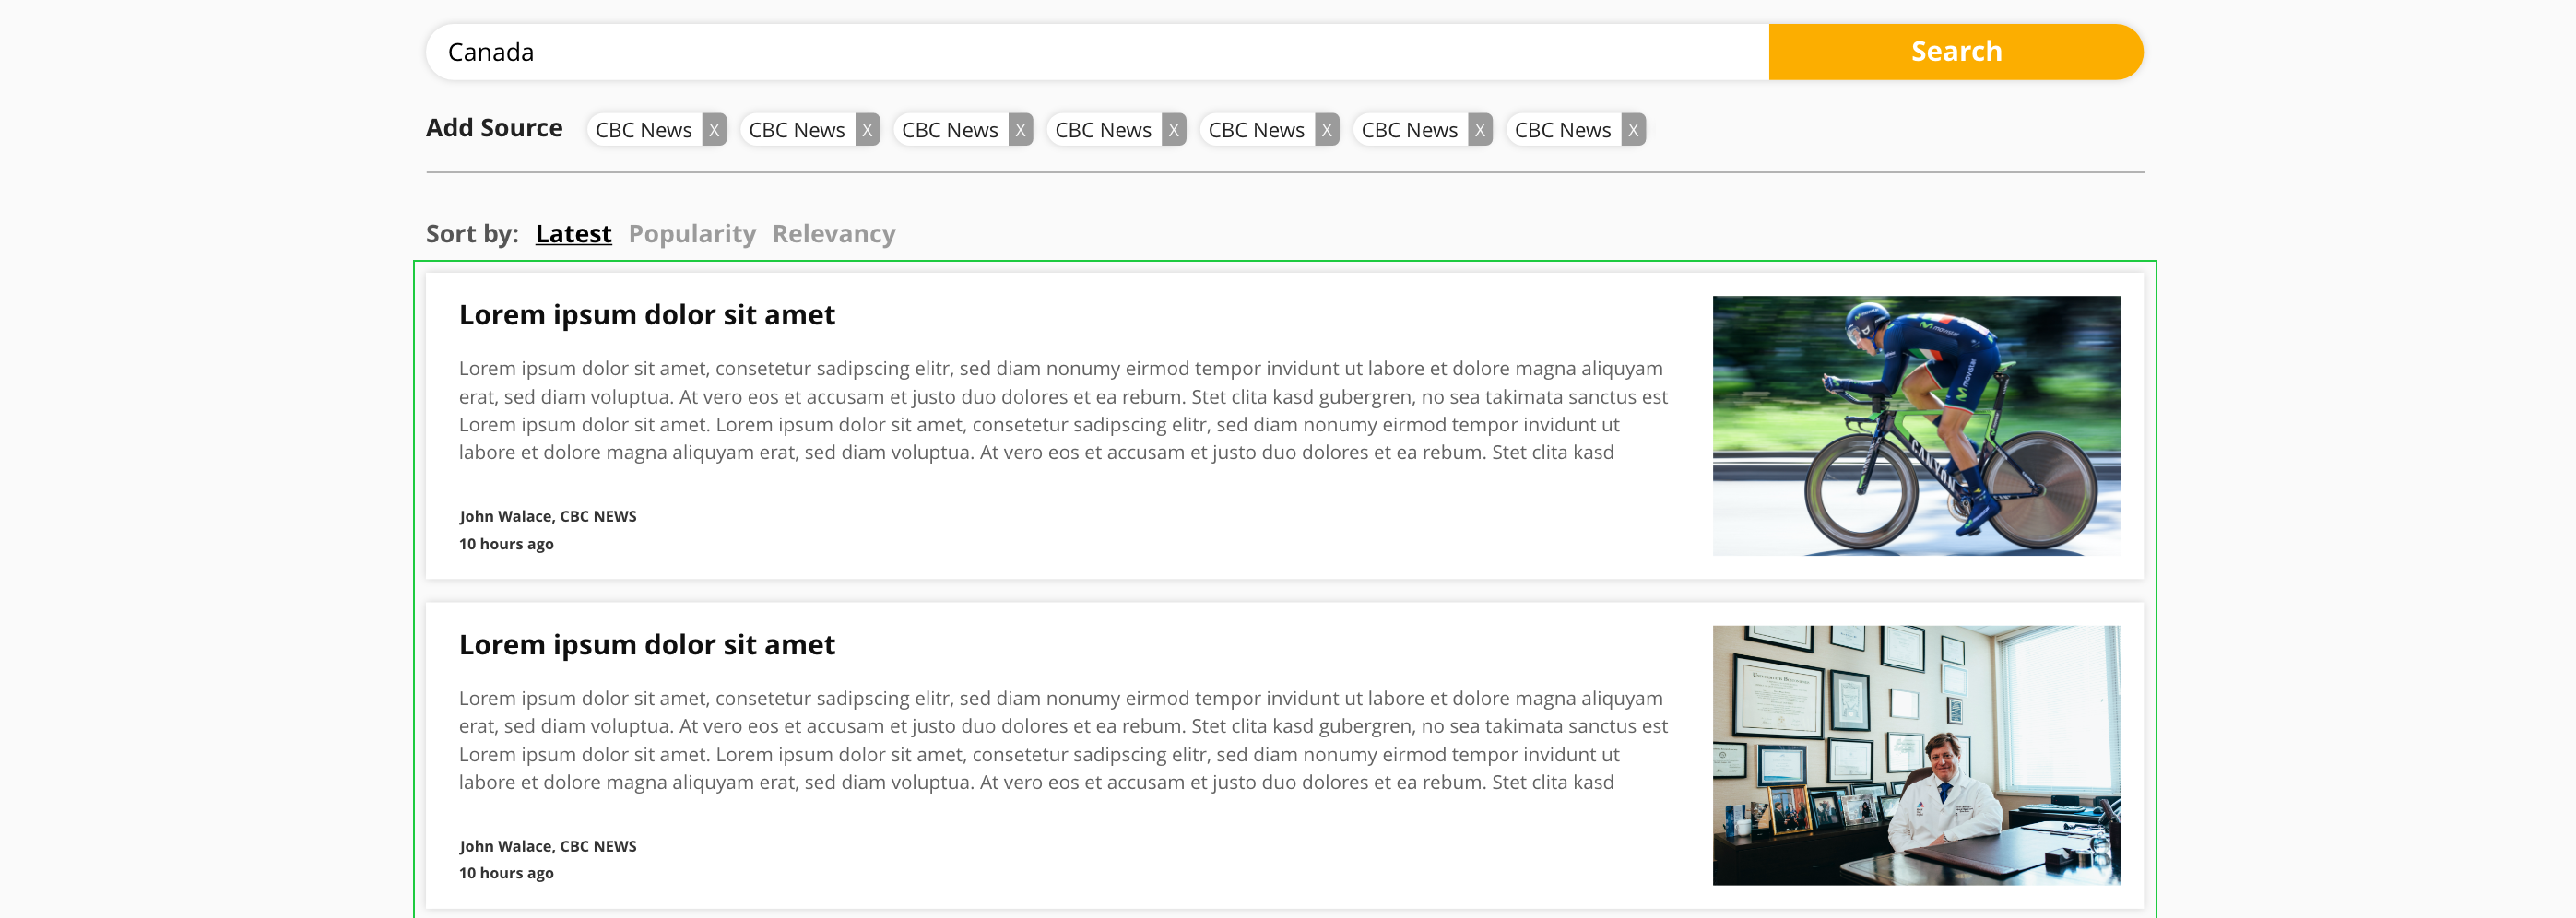 Canada
Search
Add Source CBC News X CBC News X CBC News X CBC News X CBC News X CBC News X CBC News X
Sort by: Latest Popularity Relevancy
Lorem ipsum dolor sit amet
Lorem ipsum dolor sit amet, consetetur sadipscing elitr, sed diam nonumy eirmod tempor invidunt ut labore et dolore magna aliquyam
erat, sed diam voluptua. At vero eos et accusam et justo duo dolores et ea rebum. Stet clita kasd gubergren, no sea takimata sanctus est
Lorem ipsum dolor sit amet. Lorem ipsum dolor sit amet, consetetur sadipscing elitr, sed diam nonumy eirmod tempor invidunt ut
labore et dolore magna aliquyam erat, sed diam voluptua. At vero eos et accusam et justo duo dolores et ea rebum. Stet clita kasd
John Walace, CBC NEWS
10 hours ago
movistar
movistar
CANYON
Lorem ipsum dolor sit amet
Lorem ipsum dolor sit amet, consetetur sadipscing elitr, sed diam nonumy eirmod tempor invidunt ut labore et dolore magna aliquyam
erat, sed diam voluptua. At vero eos et accusam et justo duo dolores et ea rebum. Stet clita kasd gubergren, no sea takimata sanctus est
Lorem ipsum dolor sit amet. Lorem ipsum dolor sit amet, consetetur sadipscing elitr, sed diam nonumy eirmod tempor invidunt ut
labore et dolore magna aliquyam erat, sed diam voluptua. At vero eos et accusam et justo duo dolores et ea rebum. Stet clita kasd
John Walace, CBC NEWS
10 hours ago